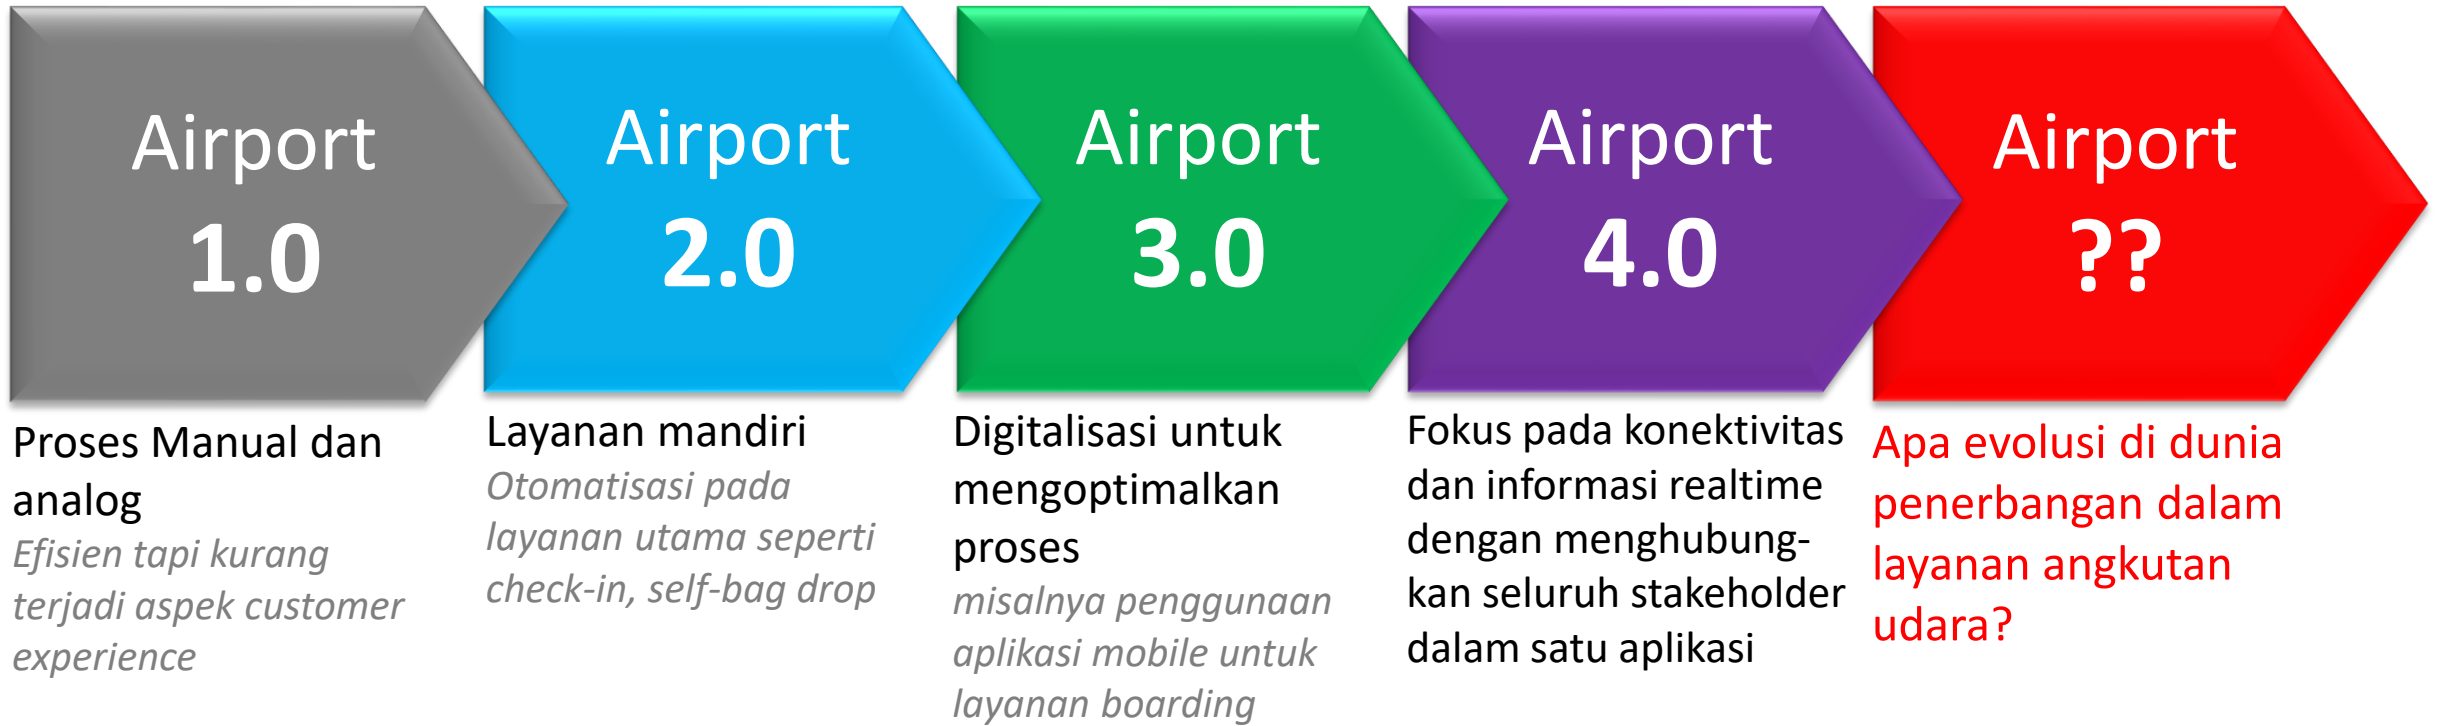 Airport
1.0
Proses Manual dan
analog
Efisien tapi kurang
terjadi aspek customer
experience
Airport
2.0
Layanan mandiri
Otomatisasi pada
layanan utama seperti
check-in, self-bag drop
Airport
3.0
Digitalisasi untuk
mengoptimalkan
proses
misalnya penggunaan
aplikasi mobile untuk
layanan boarding
Airport
4.0
Fokus pada konektivitas
dan informasi realtime
dengan menghubung-
kan seluruh stakeholder
dalam satu aplikasi
Airport
??
Apa evolusi di dunia
penerbangan dalam
layanan angkutan
udara?